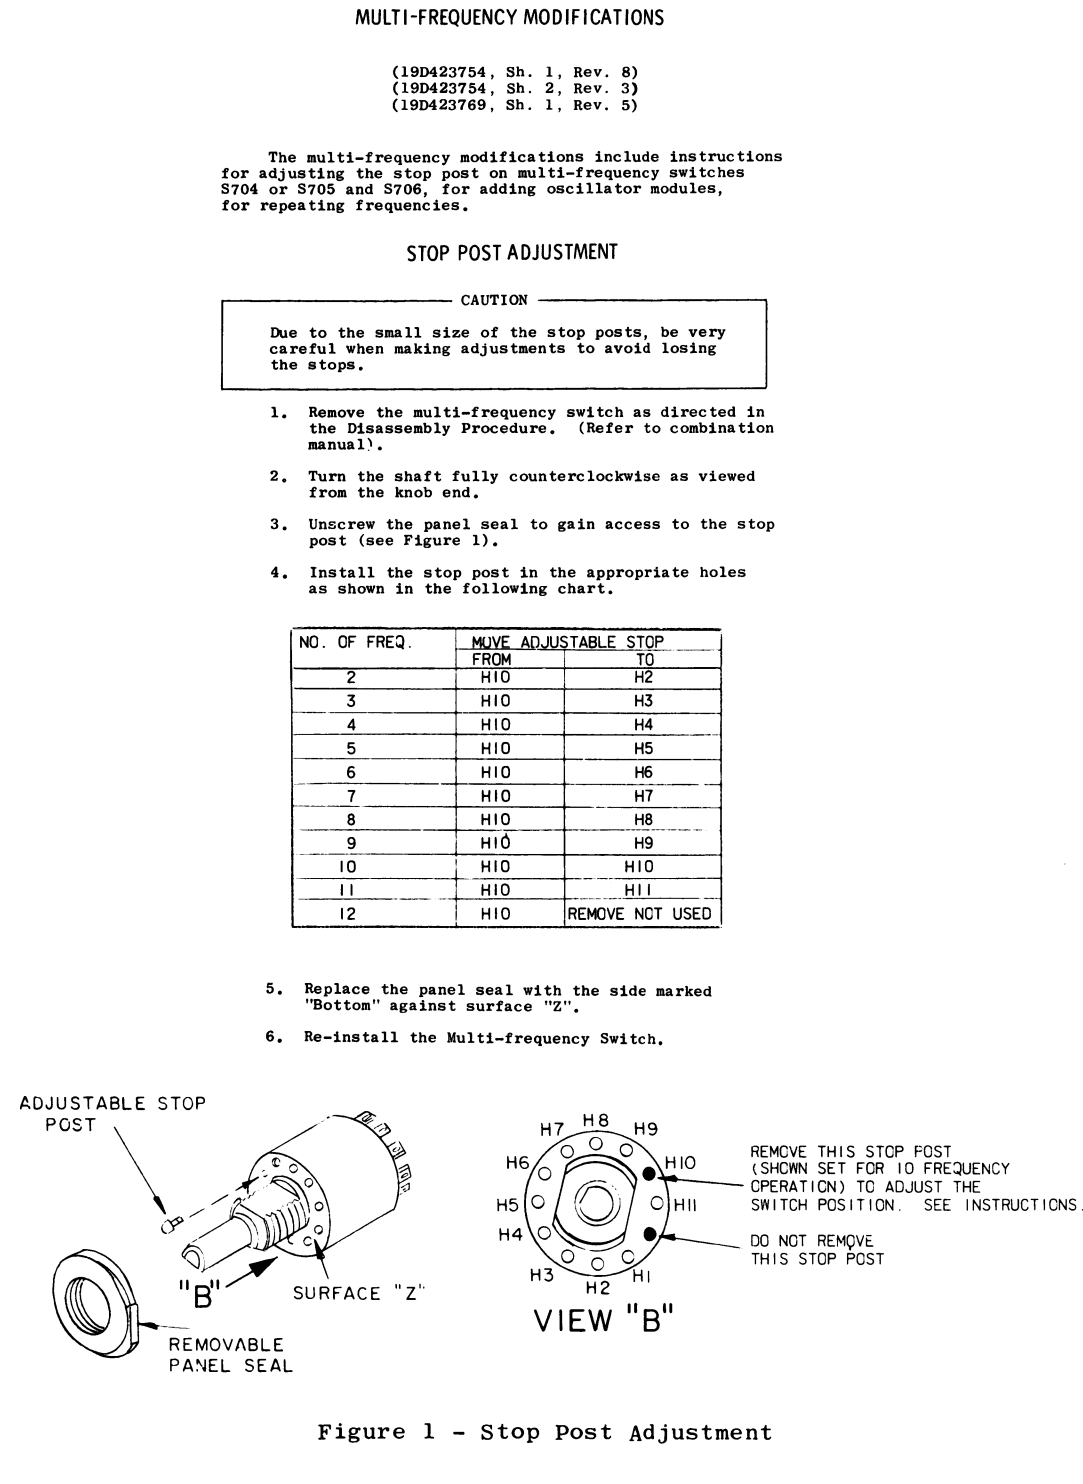 MULTI-FREQUENCY MODIFICATIONS
(19D423754, Sh. 1, Rev. 8)
(19D423754, Sh. 2, Rev. 3)
(19D423769, Sh. 1, Rev. 5)
The multi-frequency modifications include instructions
for adjusting the stop post on multi-frequency switches
S704 or S705 and S706, for adding oscillator modules,
for repeating frequencies.
STOP POST ADJUSTMENT
CAUTION
Due to the small size of the stop posts, be very
careful when making adjustments to avoid losing
the stops.
1. Remove the multi-frequency switch as directed in
the Disassembly Procedure. (Refer to combination
manual).
2. Turn the shaft fully counterclockwise as viewed
from the knob end.
3. Unscrew the panel seal to gain access to the stop
post (see Figure 1).
4. Install the stop post in the appropriate holes
as shown in the following chart.
NO. OF FREQ. MOVE ADJUSTABLE STOP
FROM TO
2 H10 H2
3 H10 H3
4 H10 H4
5 H10 H5
6 H10 H6
7 H10 H7
8 H10 H8
9 H10 H9
10 H10 H10
11 H10 H11
12 H10 REMOVE NOT USED
5. Replace the panel seal with the side marked
"Bottom" against surface "Z".
6. Re-install the Multi-frequency Switch.
ADJUSTABLE STOP
POST
"B"
SURFACE "Z"
REMOVABLE
PANEL SEAL
H8
H7 H9
H6 H10
H5 H11
H4
H3 H1
H2
VIEW "B"
REMOVE THIS STOP POST
(SHOWN SET FOR 10 FREQUENCY
OPERATION) TO ADJUST THE
SWITCH POSITION. SEE INSTRUCTIONS.
DO NOT REMOVE
THIS STOP POST
Figure 1 - Stop Post Adjustment